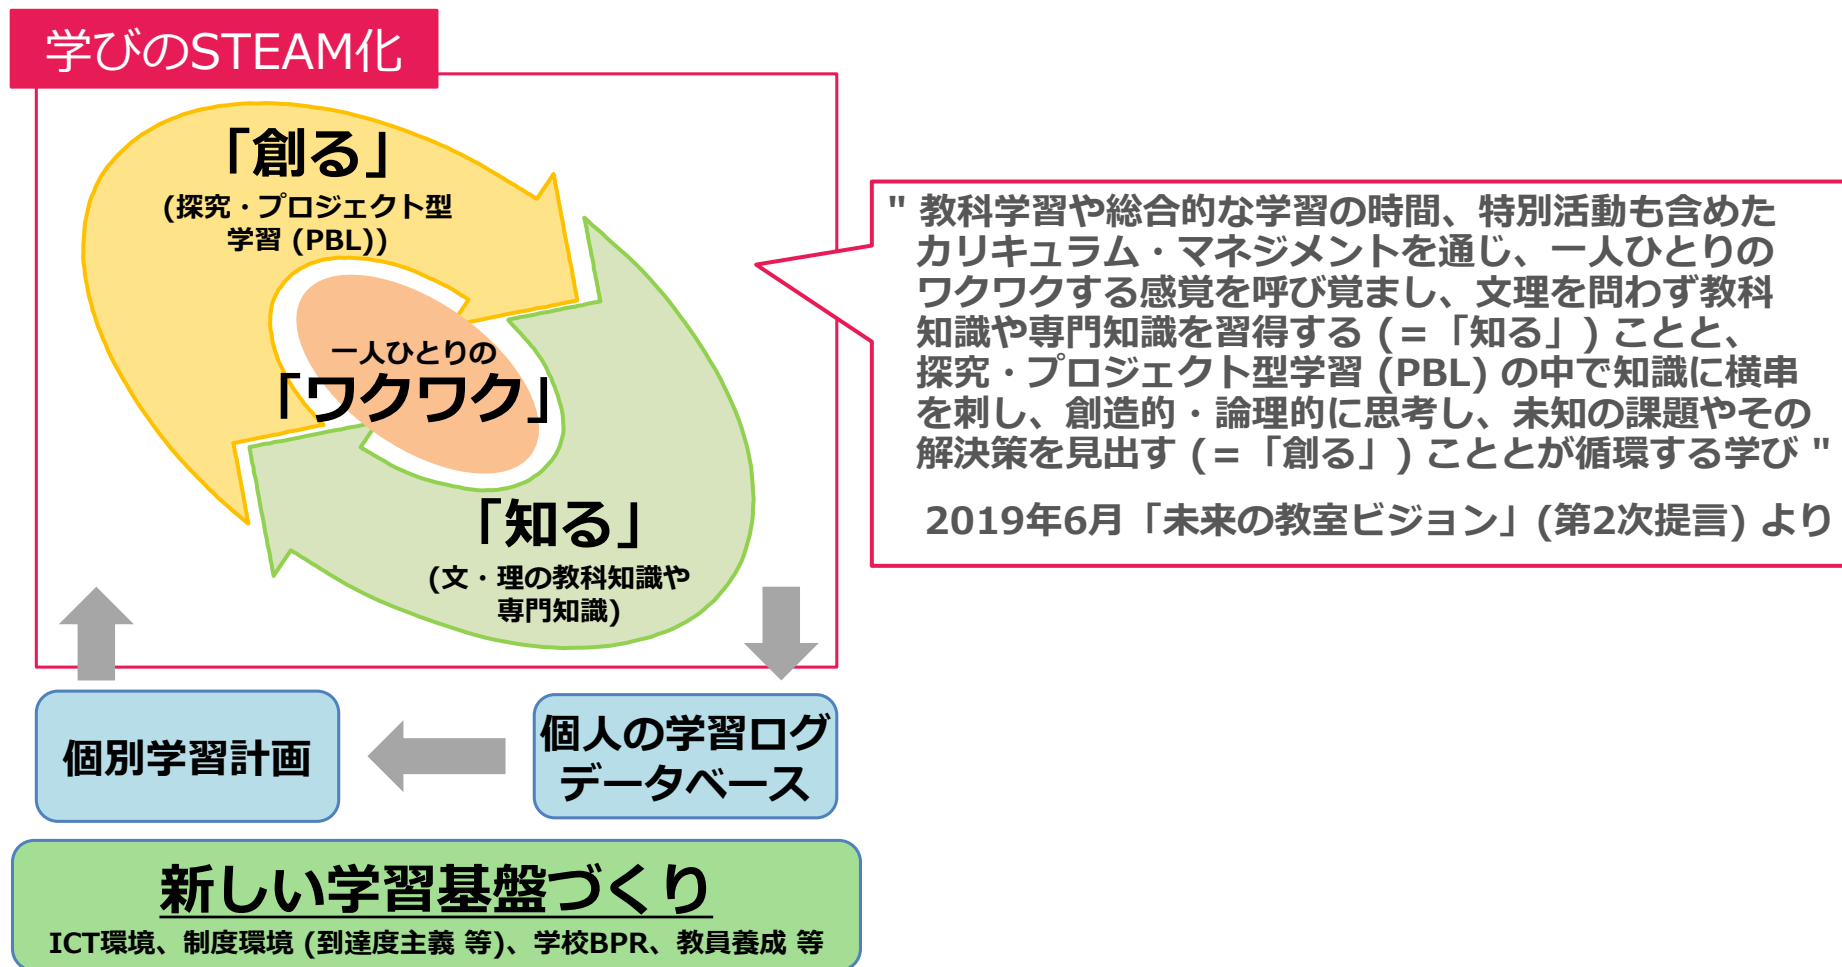 学びのSTEAM化
「創る」
(探究・プロジェクト型
学習 (PBL))
一人ひとりの
「ワクワク」
「知る」
(文・理の教科知識や
専門知識)
" 教科学習や総合的な学習の時間、特別活動も含めた
カリキュラム・マネジメントを通じ、一人ひとりの
ワクワクする感覚を呼び覚まし、文理を問わず教科
知識や専門知識を習得する (=「知る」) ことと、
探究・プロジェクト型学習 (PBL) の中で知識に横串
を刺し、創造的・論理的に思考し、未知の課題やその
解決策を見出す (=「創る」) こととが循環する学び "
2019年6月「未来の教室ビジョン」(第2次提言) より
個別学習計画
個人の学習ログ
データベース
新しい学習基盤づくり
ICT環境、制度環境 (到達度主義 等)、学校BPR、教員養成 等